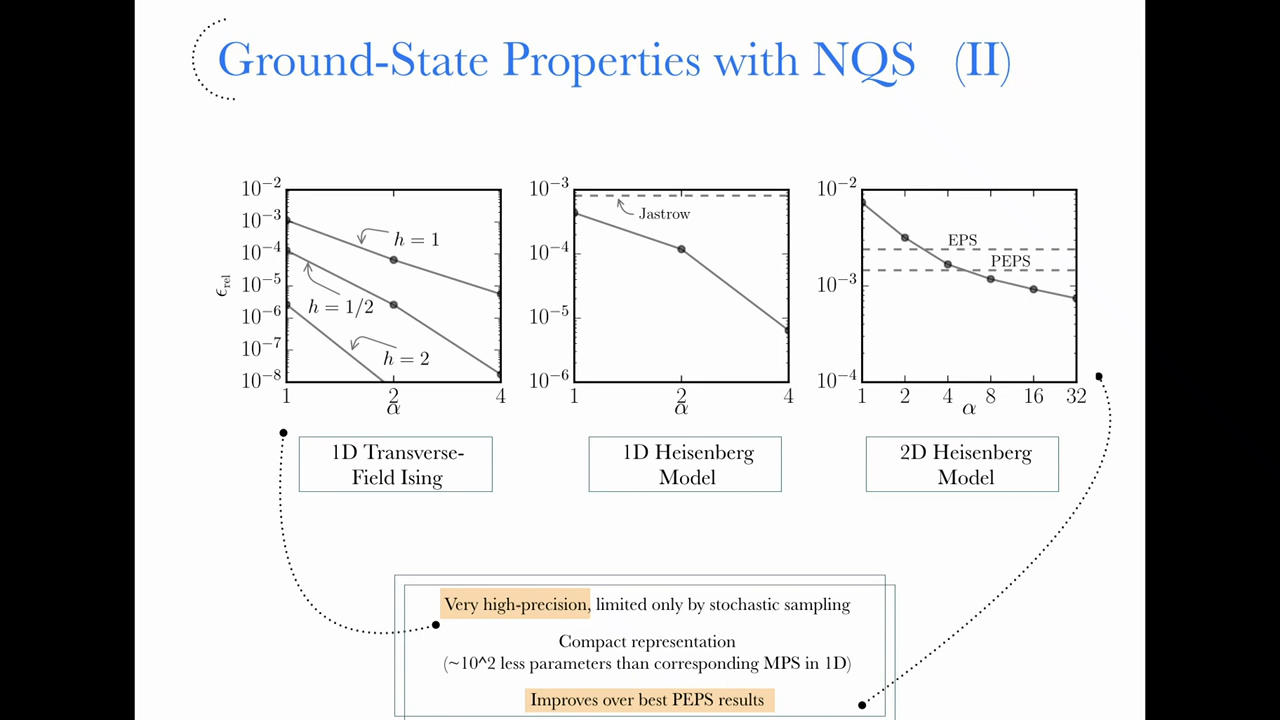 Ground-State Properties with NQS (II)
10^-2
10^-3
10^-4
10^-5
10^-6
10^-7
10^-8
ϵ_rel
h = 1
h = 1/2
h = 2
1 2 4
α
10^-3
10^-4
10^-5
10^-6
Jastrow
1 2 4
α
10^-2
10^-3
10^-4
EPS
PEPS
1 2 4 8 16 32
α
1D Transverse-
Field Ising
1D Heisenberg
Model
2D Heisenberg
Model
Very high-precision, limited only by stochastic sampling
Compact representation
(~10^2 less parameters than corresponding MPS in 1D)
Improves over best PEPS results